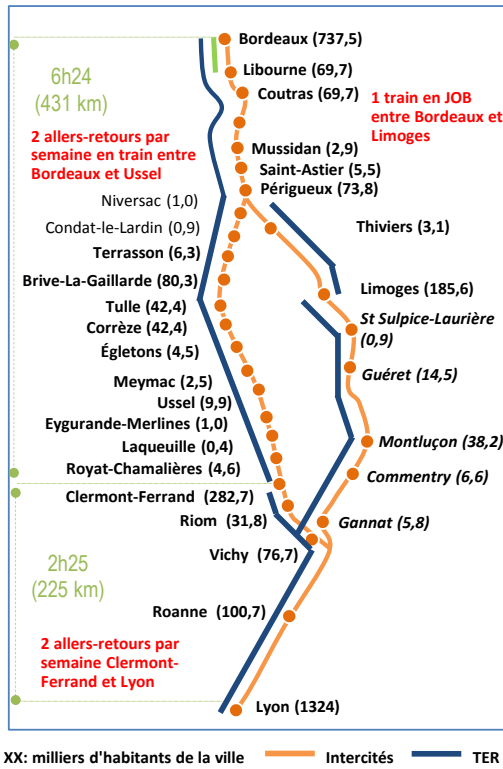 Bordeaux (737,5)
6h24
(431 km)
Libourne (69,7)
Coutras (69,7)
1 train en JOB
entre Bordeaux et
Limoges
2 allers-retours par
semaine en train entre
Bordeaux et Ussel
Mussidan (2,9)
Saint-Astier (5,5)
Périgueux (73,8)
Niversac (1,0)
Condat-le-Lardin (0,9)
Thiviers (3,1)
Terrasson (6,3)
Brive-La-Gaillarde (80,3)
Limoges (185,6)
Tulle (42,4)
St Sulpice-Laurière
(0,9)
Corrèze (42,4)
Égletons (4,5)
Guéret (14,5)
Meymac (2,5)
Ussel (9,9)
Eygurande-Merlines (1,0)
Montluçon (38,2)
Laqueuille (0,4)
Royat-Chamalières (4,6)
Commentry (6,6)
Clermont-Ferrand (282,7)
Riom (31,8)
Gannat (5,8)
Vichy (76,7)
2h25
(225 km)
Roanne (100,7)
2 allers-retours par
semaine Clermont-
Ferrand et Lyon
Lyon (1324)
XX: milliers d'habitants de la ville
Intercités
TER